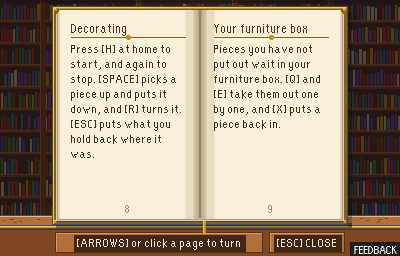 Decorating
Press [H] at home to
start, and again to
stop. [SPACE] picks a
piece up and puts it
down, and [R] turns it.
[ESC] puts what you
hold back where it
was.
8
Your furniture box
Pieces you have not
put out wait in your
furniture box. [Q] and
[E] take them out one
by one, and [X] puts a
piece back in.
9
[ARROWS] or click a page to turn
[ESC] CLOSE
FEEDBACK